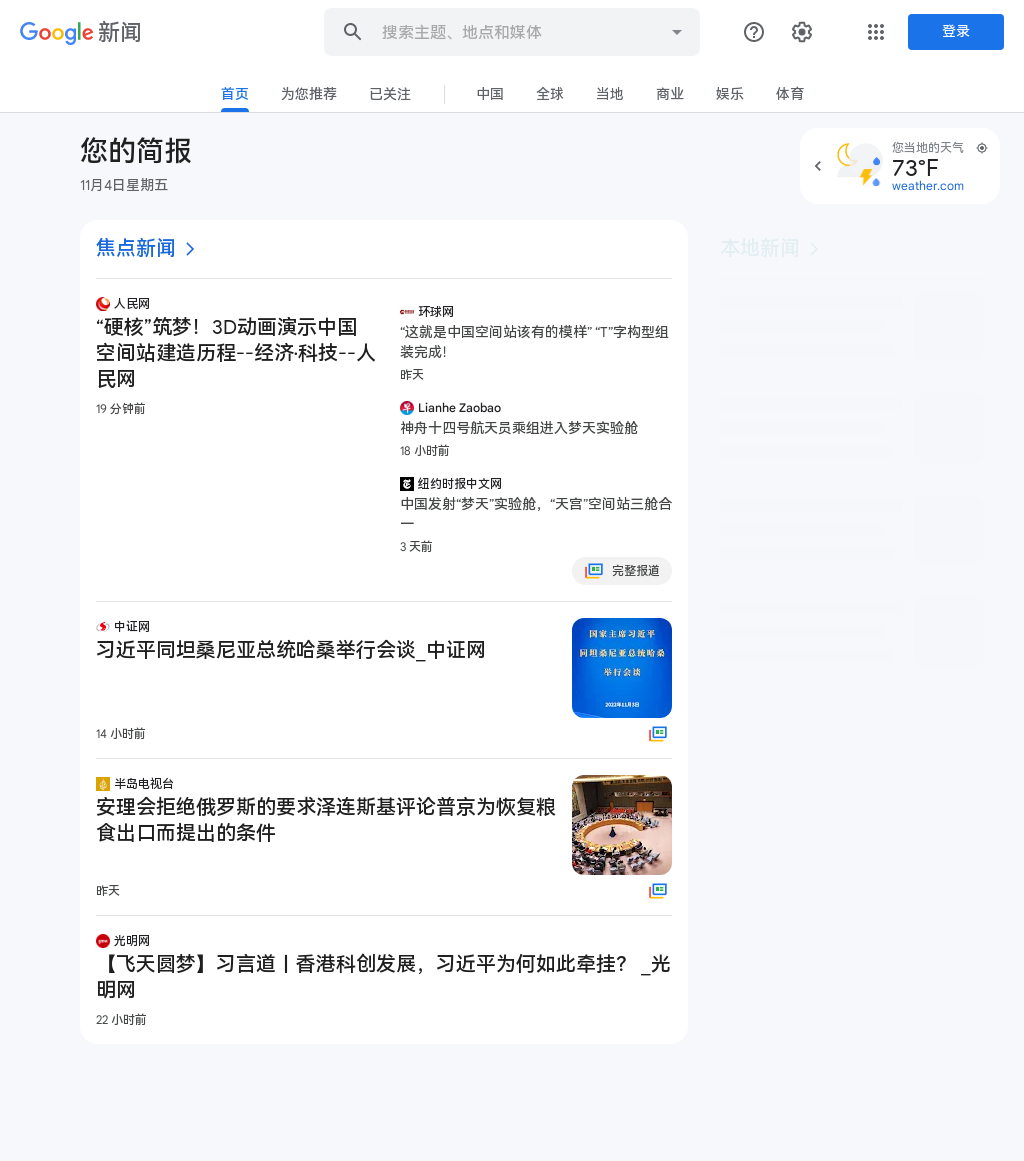 Google 新闻
搜索主题、地点和媒体
登录
首页
为您推荐
已关注
中国
全球
当地
商业
娱乐
体育
您的简报
11月4日星期五
您当地的天气
73°F
weather.com
焦点新闻
本地新闻
人民网
“硬核”筑梦！3D动画演示中国
空间站建造历程--经济·科技--人
民网
19 分钟前
环球网
“这就是中国空间站该有的模样” “T”字构型组
装完成！
昨天
Lianhe Zaobao
神舟十四号航天员乘组进入梦天实验舱
18 小时前
纽约时报中文网
中国发射“梦天”实验舱，“天宫”空间站三舱合
一
3 天前
完整报道
中证网
习近平同坦桑尼亚总统哈桑举行会谈_中证网
14 小时前
国家主席习近平
同坦桑尼亚总统哈桑
举行会谈
2022年11月3日
半岛电视台
安理会拒绝俄罗斯的要求泽连斯基评论普京为恢复粮
食出口而提出的条件
昨天
光明网
【飞天圆梦】习言道丨香港科创发展，习近平为何如此牵挂？ _光
明网
22 小时前